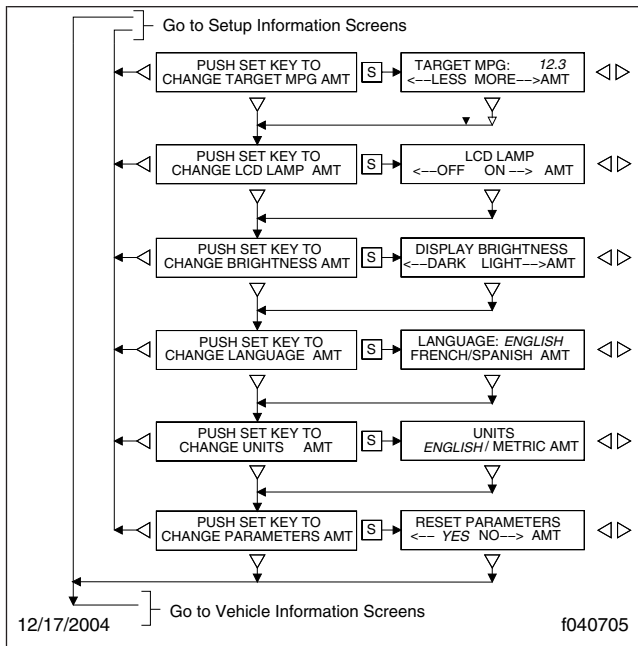 Go to Setup Information Screens
PUSH SET KEY TO
CHANGE TARGET MPG AMT
S
TARGET MPG: 12.3
<--LESS MORE-->AMT
PUSH SET KEY TO
CHANGE LCD LAMP AMT
S
LCD LAMP
<--OFF ON--> AMT
PUSH SET KEY TO
CHANGE BRIGHTNESS AMT
S
DISPLAY BRIGHTNESS
<--DARK LIGHT-->AMT
PUSH SET KEY TO
CHANGE LANGUAGE AMT
S
LANGUAGE: ENGLISH
FRENCH/SPANISH AMT
PUSH SET KEY TO
CHANGE UNITS AMT
S
UNITS
ENGLISH/ METRIC AMT
PUSH SET KEY TO
CHANGE PARAMETERS AMT
S
RESET PARAMETERS
<-- YES NO--> AMT
Go to Vehicle Information Screens
12/17/2004
f040705